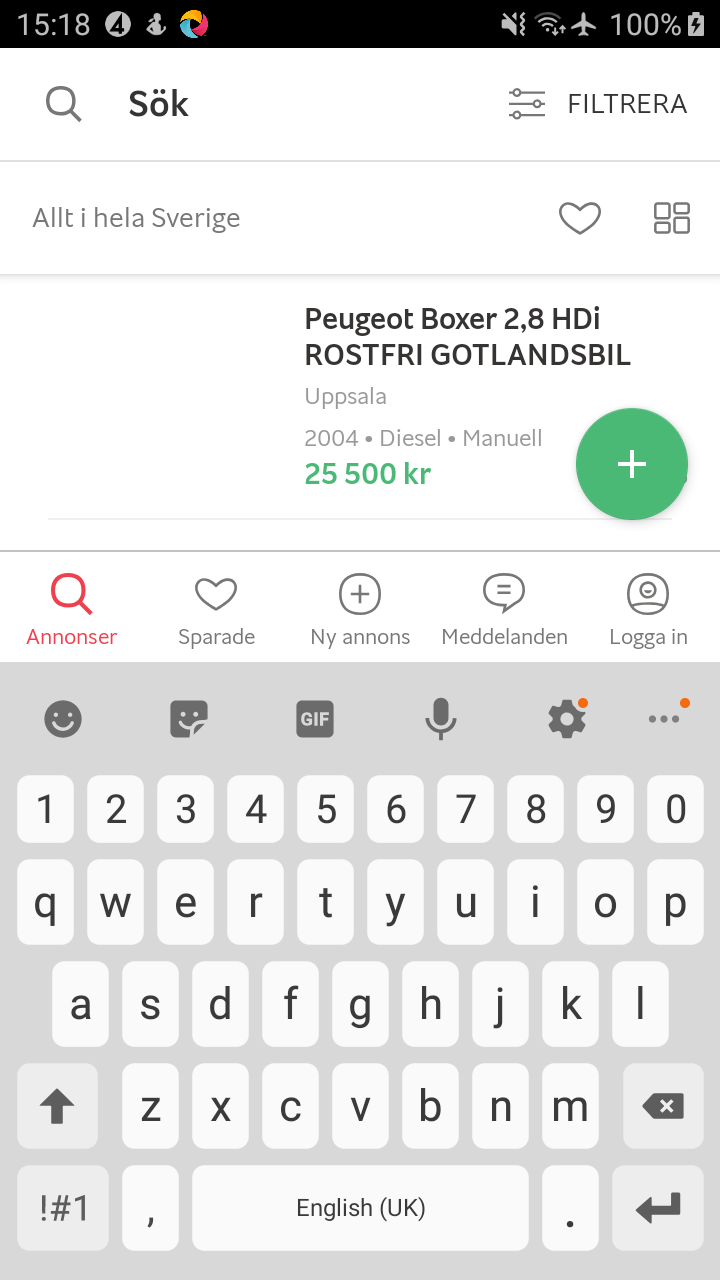 15:18 100%
Sök FILTRERA
Allt i hela Sverige
Peugeot Boxer 2,8 HDi
ROSTFRI GOTLANDSBIL
Uppsala
2004 • Diesel • Manuell
25 500 kr
Annonser Sparade Ny annons Meddelanden Logga in
GIF
1 2 3 4 5 6 7 8 9 0
q w e r t y u i o p
a s d f g h j k l
z x c v b n m
!#1 , English (UK) .